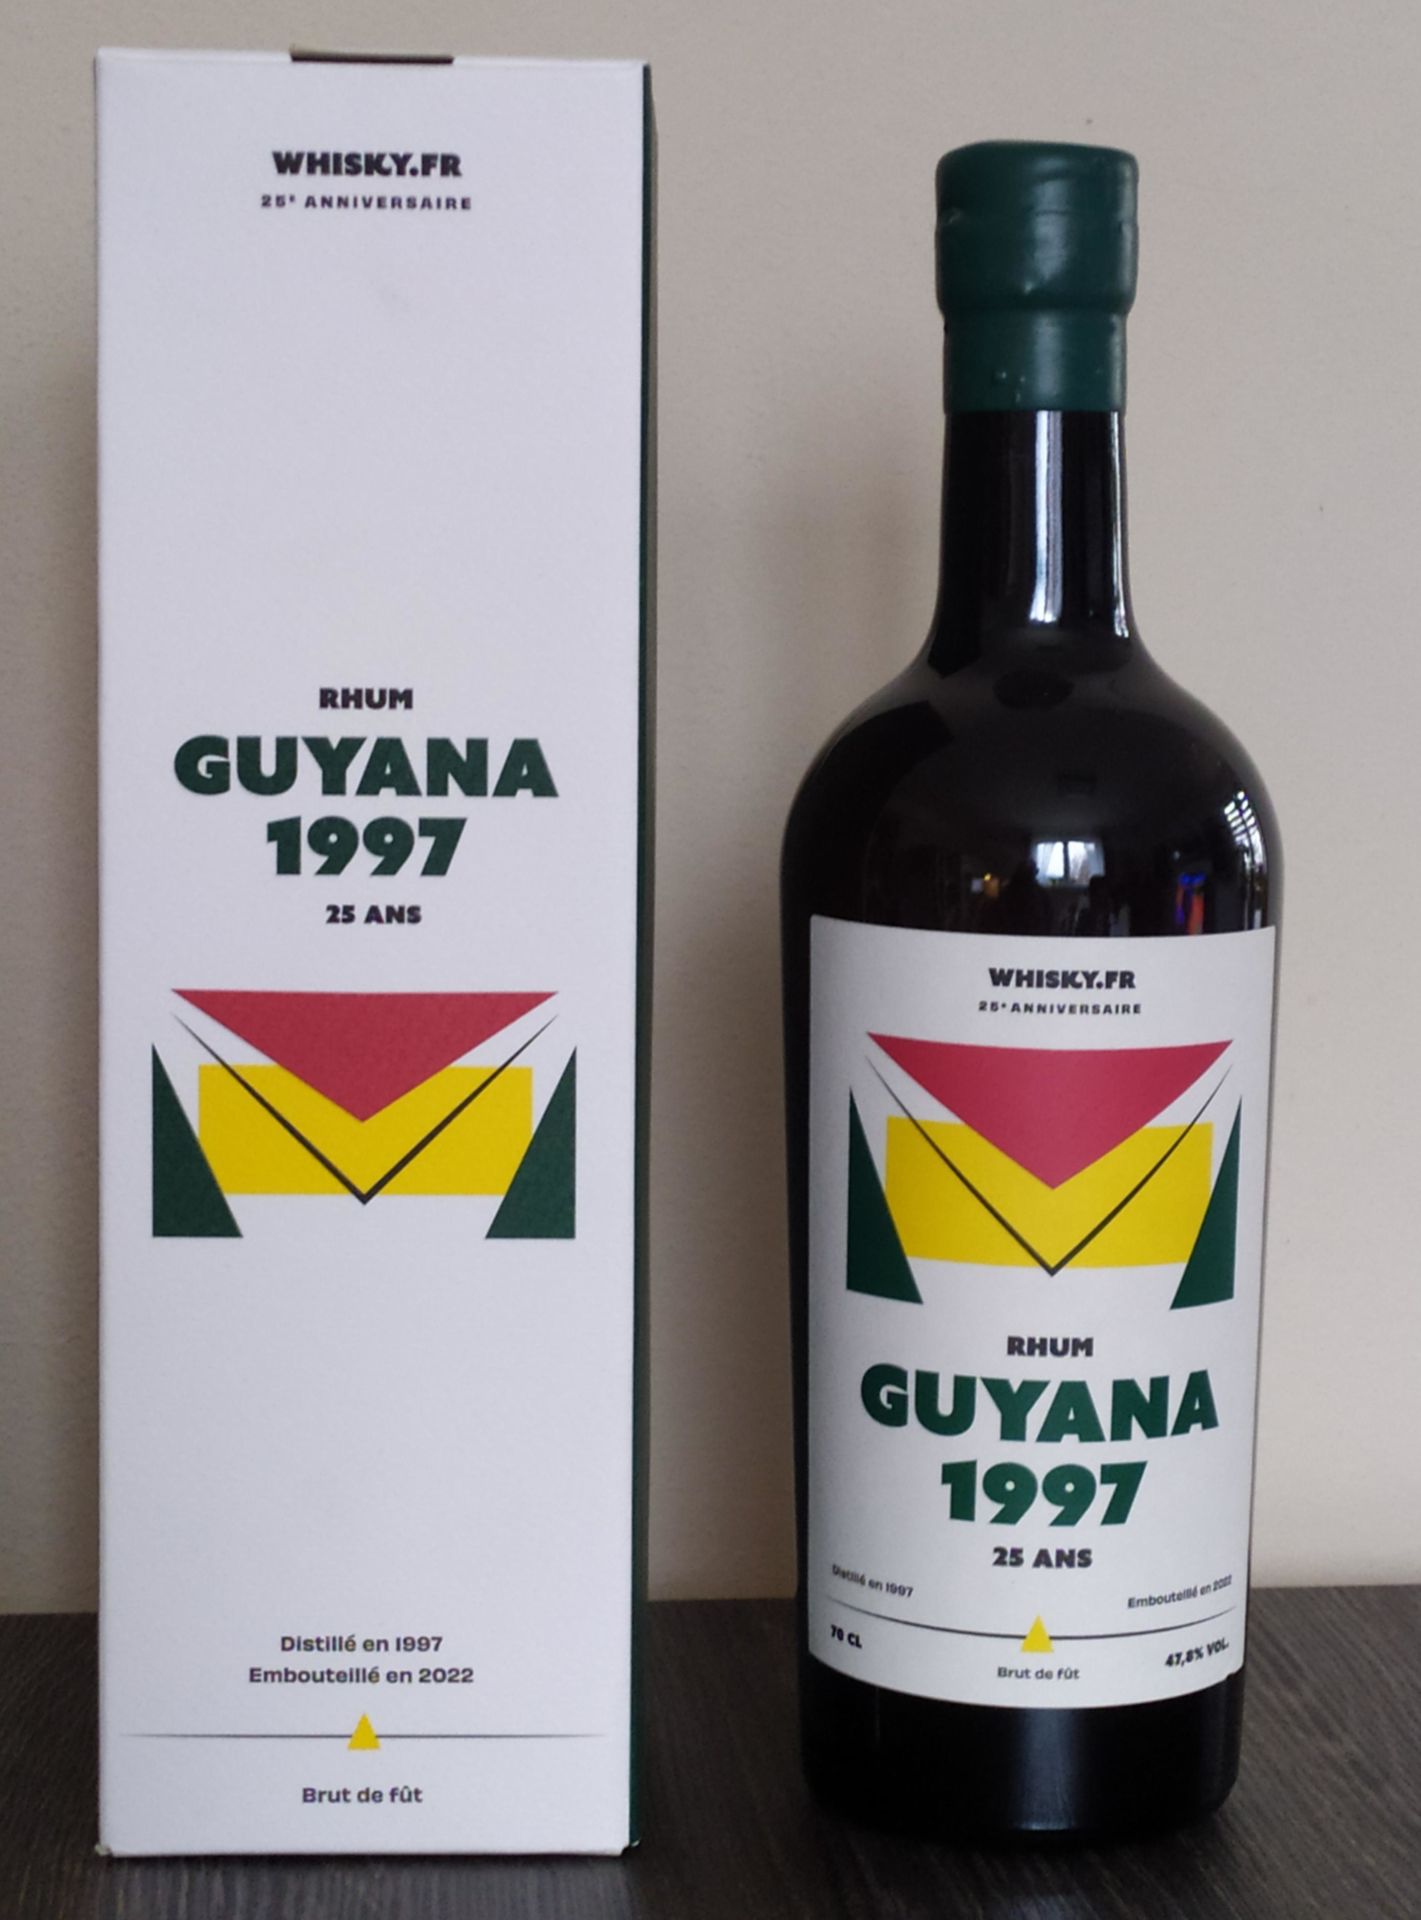 WHISKY.FR
25e ANNIVERSAIRE
RHUM
GUYANA
1997
25 ANS
Distillé en 1997
Embouteillé en 2022
Brut de fût
WHISKY.FR
25e ANNIVERSAIRE
RHUM
GUYANA
1997
25 ANS
Distillé en 1997
Embouteillé en 2022
70 CL
47,8% VOL.
Brut de fût